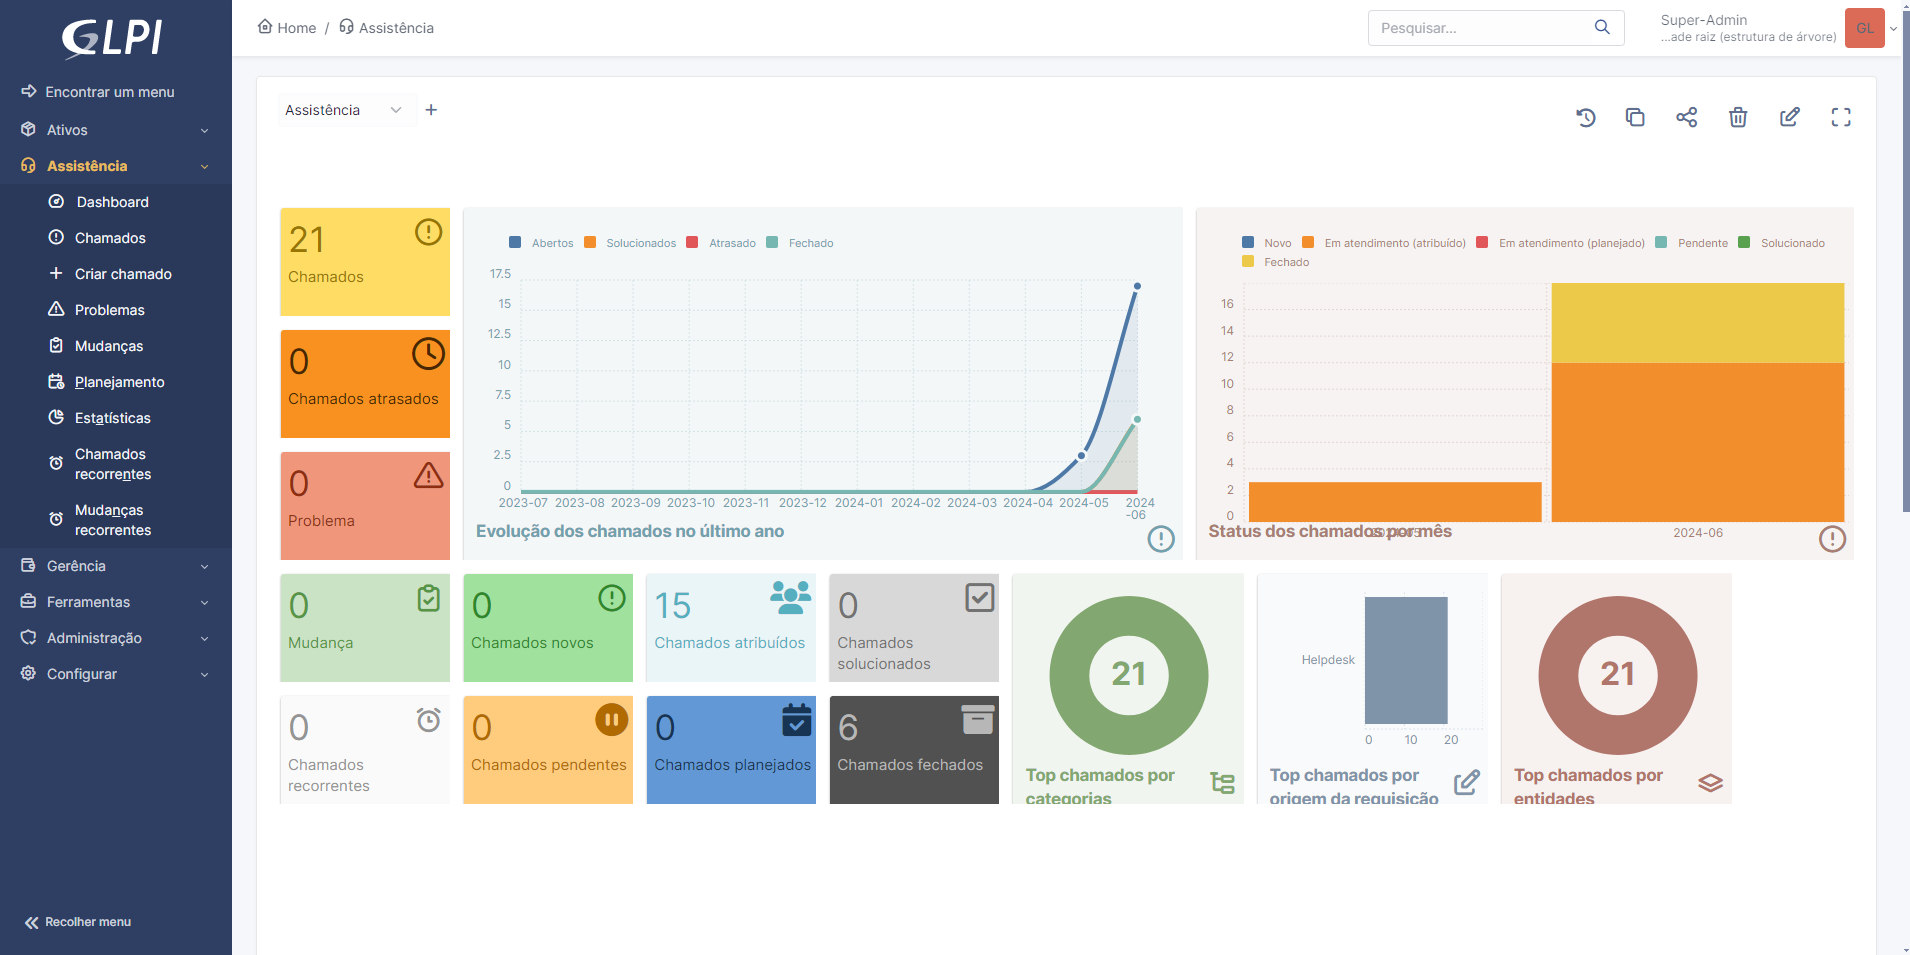 GLPI
Encontrar um menu
Ativos
Assistência
Dashboard
Chamados
Criar chamado
Problemas
Mudanças
Planejamento
Estatísticas
Chamados
recorrentes
Mudanças
recorrentes
Gerência
Ferramentas
Administração
Configurar
Recolher menu
Home / Assistência
Pesquisar...
Super-Admin
...ade raiz (estrutura de árvore)
GL
Assistência
21
Chamados
0
Chamados atrasados
0
Problema
Abertos Solucionados Atrasado Fechado
17.5
15
12.5
10
7.5
5
2.5
0
2023-07 2023-08 2023-09 2023-10 2023-11 2023-12 2024-01 2024-02 2024-03 2024-04 2024-05 2024
-06
Evolução dos chamados no último ano
Novo Em atendimento (atribuído) Em atendimento (planejado) Pendente Solucionado
Fechado
16
14
12
10
8
6
4
2
0
2024-05 2024-06
Status dos chamados por mês
0
Mudança
0
Chamados novos
15
Chamados atribuídos
0
Chamados
solucionados
0
Chamados
recorrentes
0
Chamados pendentes
0
Chamados planejados
6
Chamados fechados
21
Top chamados por
categorias
Helpdesk
0 10 20
Top chamados por
origem da requisição
21
Top chamados por
entidades